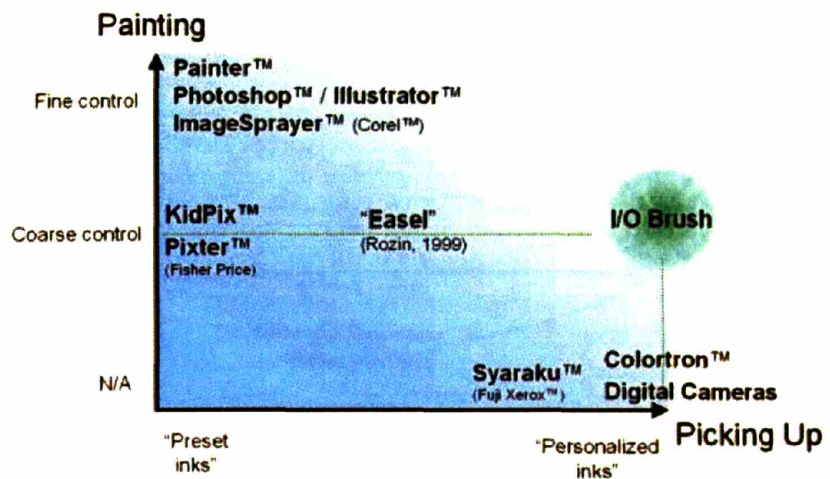 Painting
Fine control
Painter™
Photoshop™ / Illustrator™
ImageSprayer™ (Corel™)
Coarse control
KidPix™
Pixter™
(Fisher Price)
"Easel"
(Rozin, 1999)
I/O Brush
N/A
Syaraku™
(Fuji Xerox™)
Colortron™
Digital Cameras
"Preset
inks"
"Personalized
inks"
Picking Up